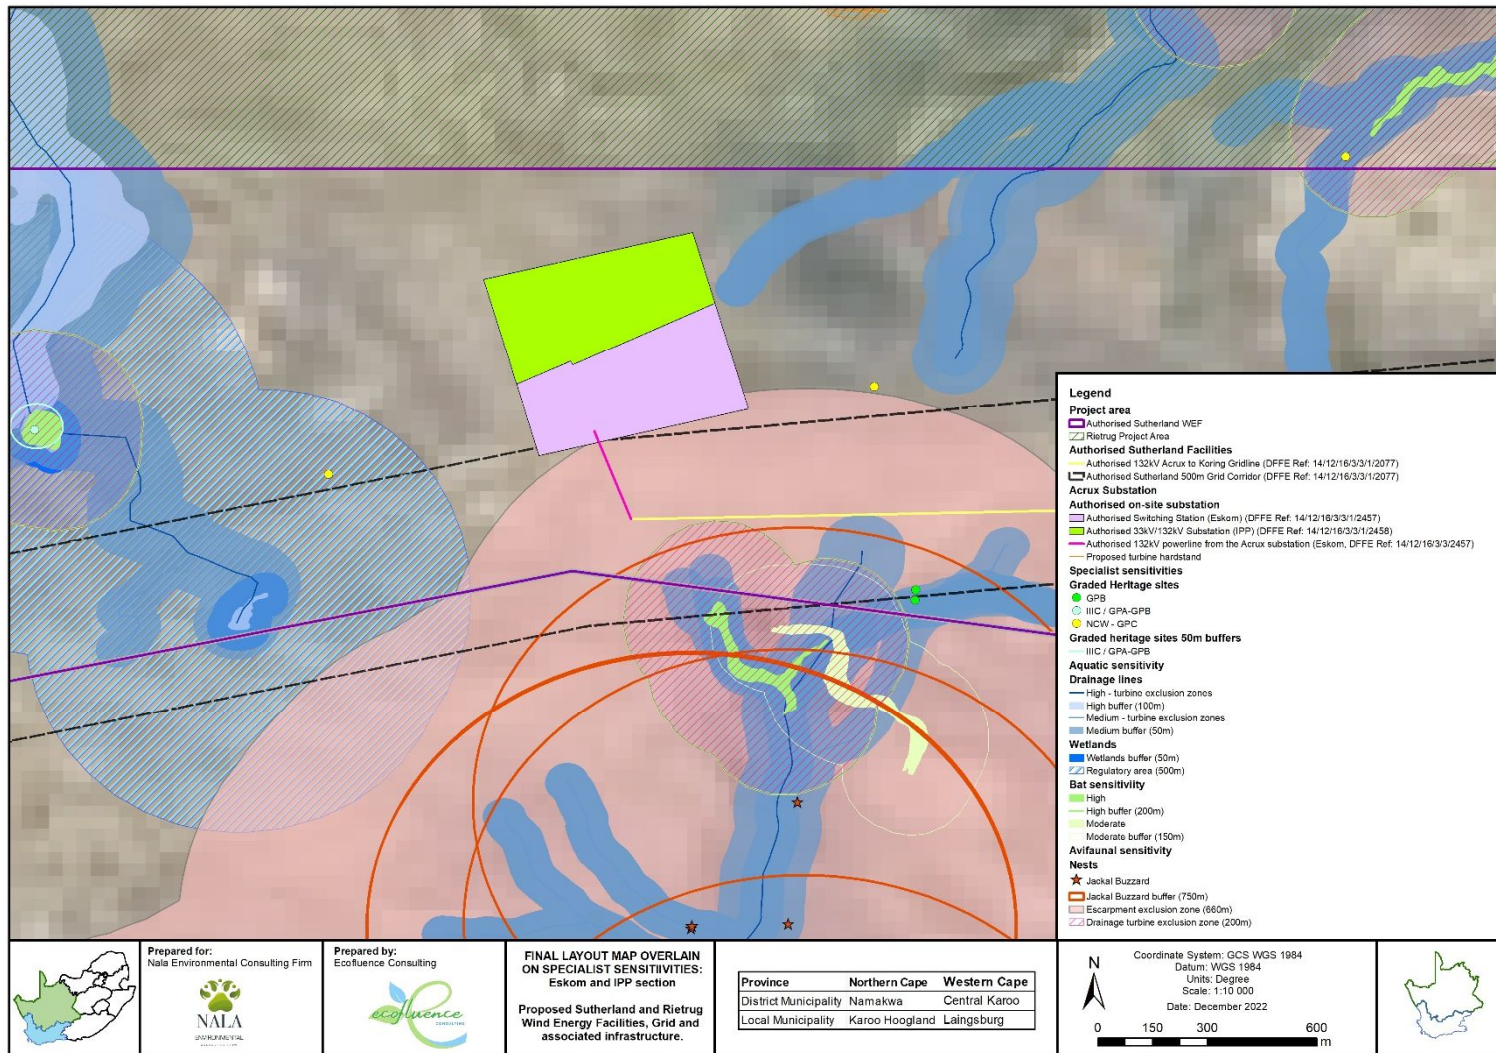 Legend
Project area
Authorised Sutherland WEF
Rietrug Project Area
Authorised Sutherland Facilities
Authorised 132kV Acrux to Koring Gridline (DFFE Ref: 14/12/16/3/3/1/2077)
Authorised Sutherland 500m Grid Corridor (DFFE Ref: 14/12/16/3/3/1/2077)
Acrux Substation
Authorised on-site substation
Authorised Switching Station (Eskom) (DFFE Ref: 14/12/16/3/3/1/2457)
Authorised 33kV/132kV Substation (IPP) (DFFE Ref: 14/12/16/3/3/1/2458)
Authorised 132kV powerline from the Acrux substation (Eskom, DFFE Ref: 14/12/16/3/3/2457)
Proposed turbine hardstand
Specialist sensitivities
Graded Heritage sites
GPB
IIIC / GPA-GPB
NCW - GPC
Graded heritage sites 50m buffers
IIIC / GPA-GPB
Aquatic sensitivity
Drainage lines
High - turbine exclusion zones
High buffer (100m)
Medium - turbine exclusion zones
Medium buffer (50m)
Wetlands
Wetlands buffer (50m)
Regulatory area (500m)
Bat sensitivity
High
High buffer (200m)
Moderate
Moderate buffer (150m)
Avifaunal sensitivity
Nests
Jackal Buzzard
Jackal Buzzard buffer (750m)
Escarpment exclusion zone (660m)
Drainage turbine exclusion zone (200m)
Prepared for:
Nala Environmental Consulting Firm
NALA
ENVIRONMENTAL
Prepared by:
Ecofluence Consulting
ecofluence
CONSULTING
FINAL LAYOUT MAP OVERLAIN
ON SPECIALIST SENSITIVITIES:
Eskom and IPP section
Proposed Sutherland and Rietrug
Wind Energy Facilities, Grid and
associated infrastructure.
Province Northern Cape Western Cape
District Municipality Namakwa Central Karoo
Local Municipality Karoo Hoogland Laingsburg
N
Coordinate System: GCS WGS 1984
Datum: WGS 1984
Units: Degree
Scale: 1:10 000
Date: December 2022
0 150 300 600
m